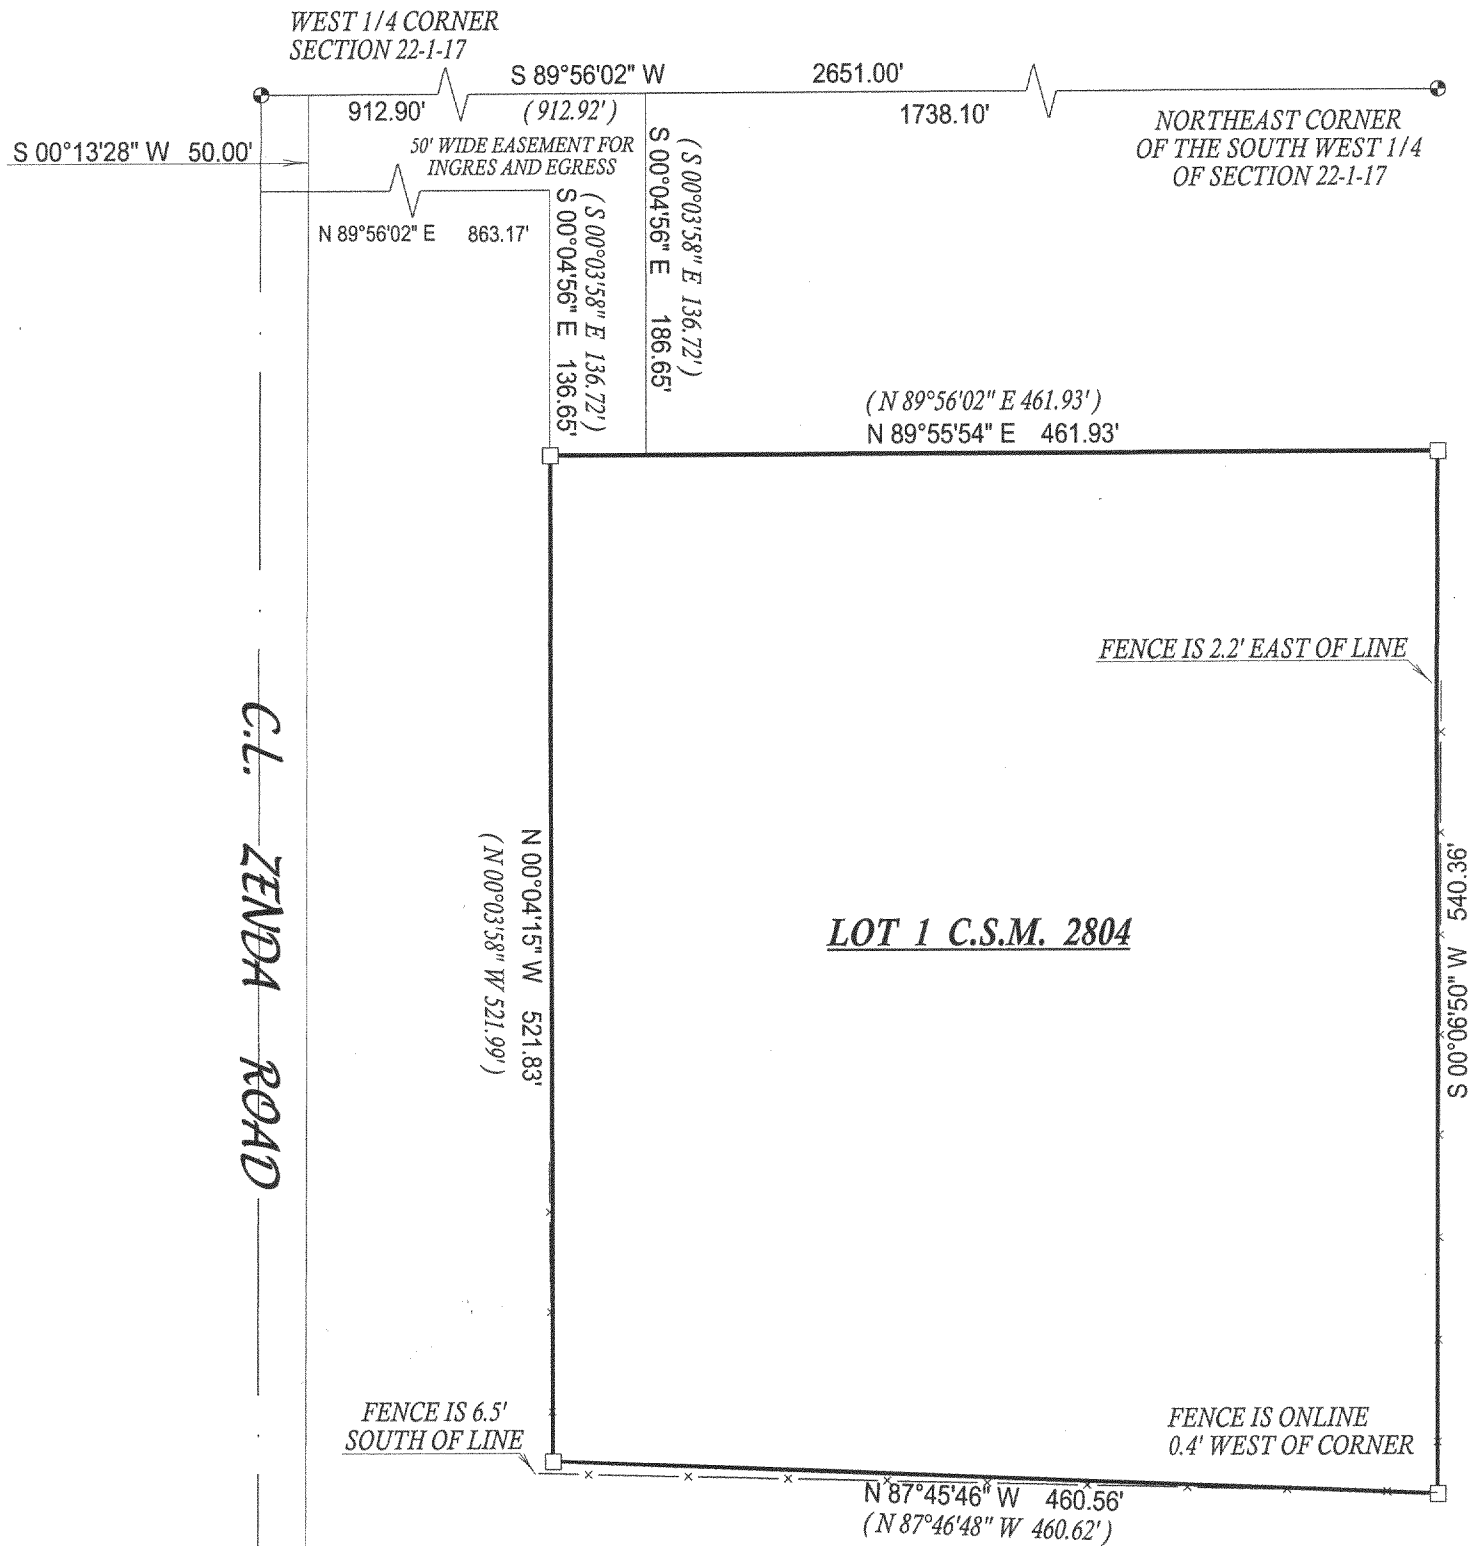 WEST 1/4 CORNER
SECTION 22-1-17
S 89°56'02" W 2651.00'
912.90' (912.92') 1738.10'
NORTHEAST CORNER
OF THE SOUTH WEST 1/4
OF SECTION 22-1-17
S 00°13'28" W 50.00'
50' WIDE EASEMENT FOR
INGRES AND EGRESS
N 89°56'02" E 863.17'
S 00°04'56" E 136.65'
(S 00°03'58" E 136.72')
S 00°04'56" E 186.65'
(S 00°03'58" E 136.72')
(N 89°56'02" E 461.93')
N 89°55'54" E 461.93'
FENCE IS 2.2' EAST OF LINE
C.L. ZENDA ROAD
N 00°04'15" W 521.83'
(N 00°03'58" W 521.99')
LOT 1 C.S.M. 2804
S 00°06'50" W 540.36'
FENCE IS 6.5'
SOUTH OF LINE
FENCE IS ONLINE
0.4' WEST OF CORNER
N 87°45'46" W 460.56'
(N 87°46'48" W 460.62')